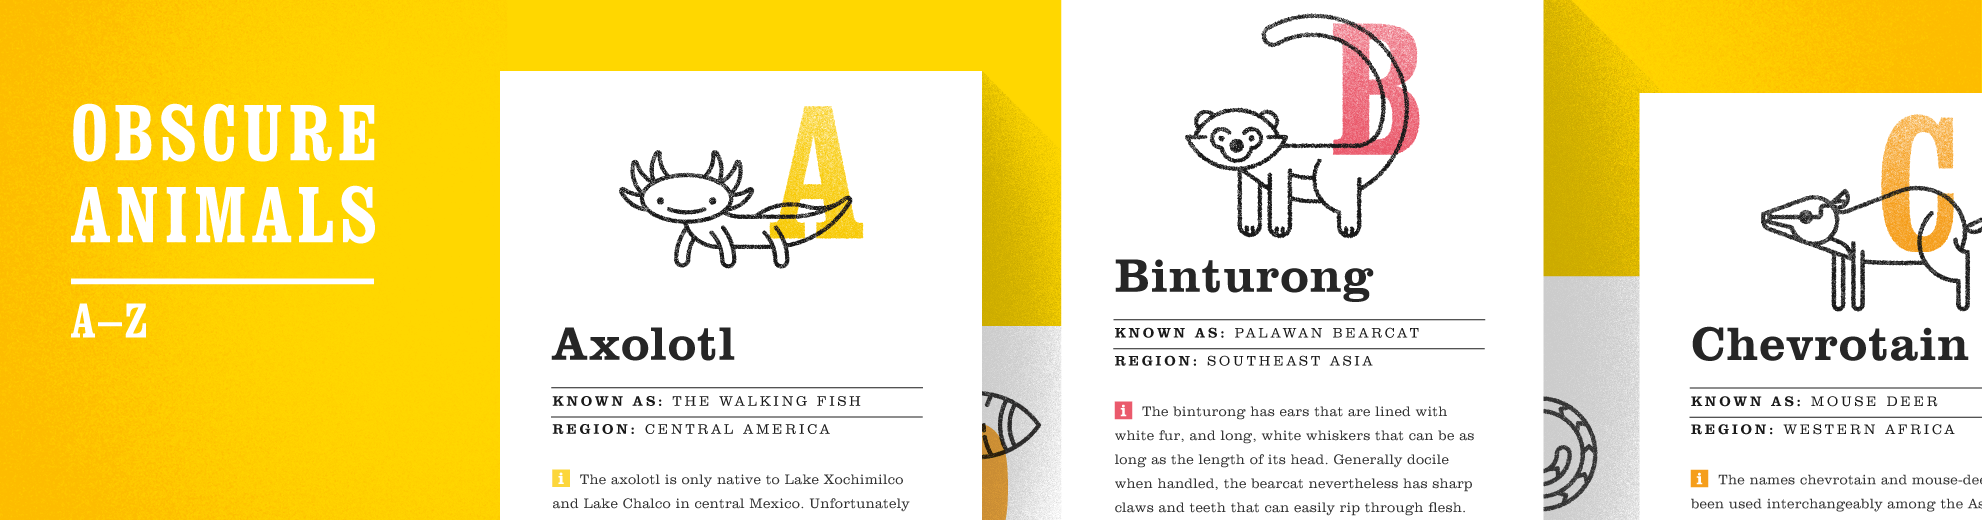 OBSCURE
ANIMALS
A–Z
A
Axolotl
KNOWN AS: THE WALKING FISH
REGION: CENTRAL AMERICA
i The axolotl is only native to Lake Xochimilco
and Lake Chalco in central Mexico. Unfortunately
B
Binturong
KNOWN AS: PALAWAN BEARCAT
REGION: SOUTHEAST ASIA
i The binturong has ears that are lined with
white fur, and long, white whiskers that can be as
long as the length of its head. Generally docile
when handled, the bearcat nevertheless has sharp
claws and teeth that can easily rip through flesh.
C
Chevrotain
KNOWN AS: MOUSE DEER
REGION: WESTERN AFRICA
i The names chevrotain and
been used interchangeably among the